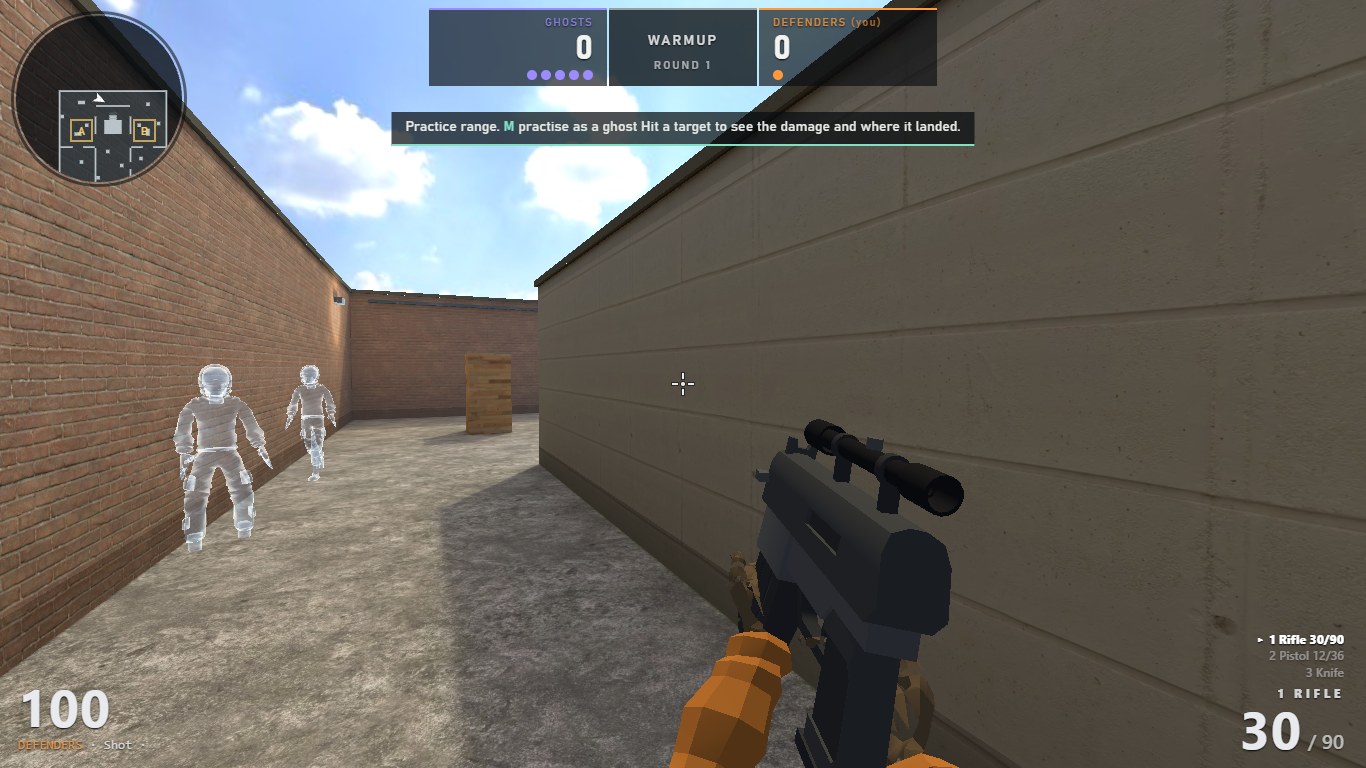 GHOSTS
0
WARMUP
ROUND 1
DEFENDERS (you)
0
Practice range. M practise as a ghost Hit a target to see the damage and where it landed.
A
B
1 Rifle 30/90
2 Pistol 12/36
3 Knife
1 RIFLE
30 / 90
100
DEFENDERS · Shot ·